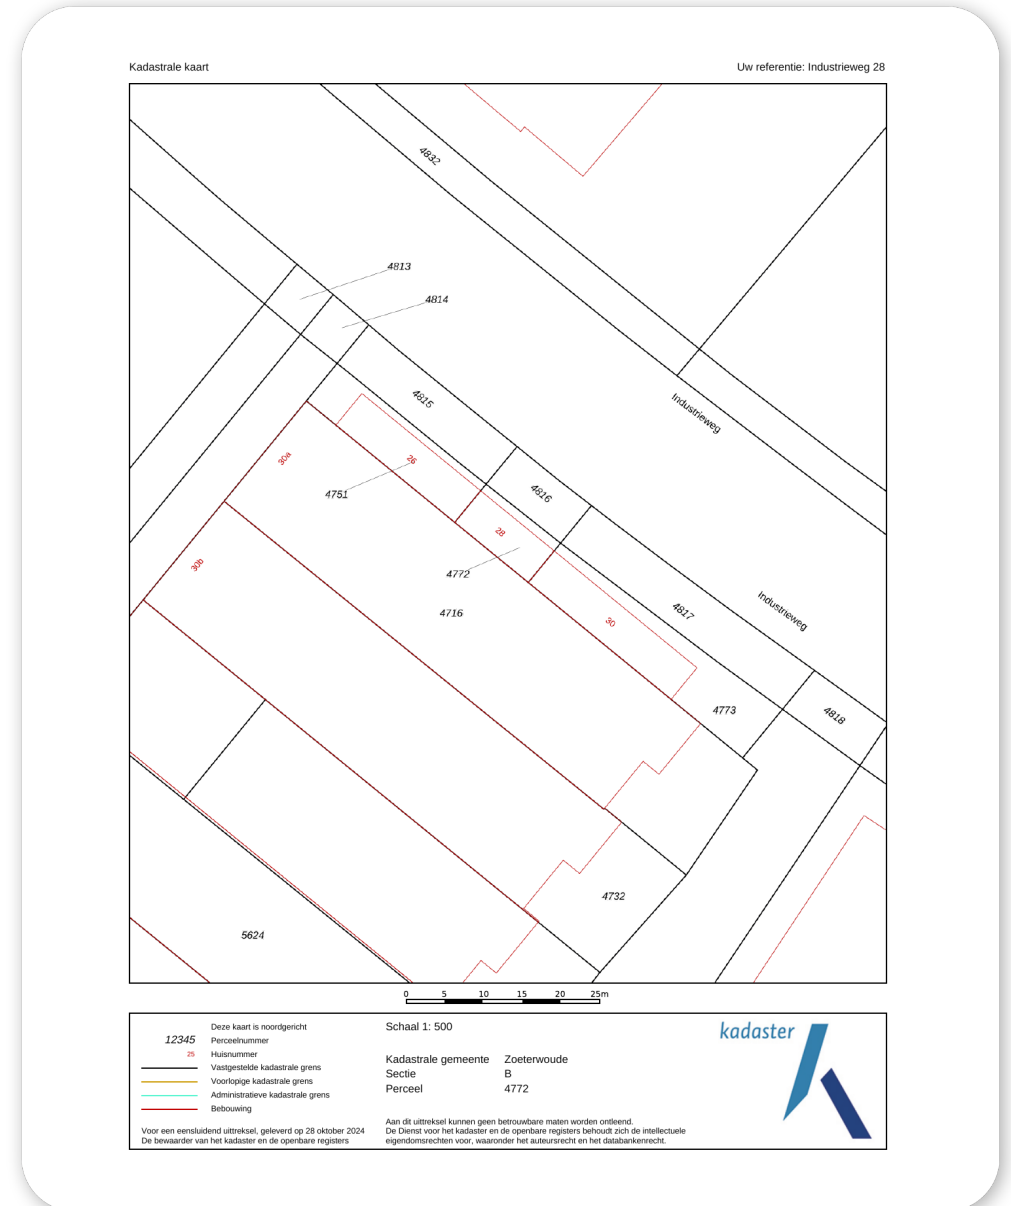 Kadastrale kaart
Uw referentie: Industrieweg 28
4832
4813
4814
4815
Industrieweg
26
30a
4751
4816
28
30b
4772
4716
4817
Industrieweg
30
4773
4818
4732
5624
0 5 10 15 20 25m
Deze kaart is noordgericht
12345 Perceelnummer
25 Huisnummer
Vastgestelde kadastrale grens
Voorlopige kadastrale grens
Administratieve kadastrale grens
Bebouwing
Voor een eensluidend uittreksel, geleverd op 28 oktober 2024
De bewaarder van het kadaster en de openbare registers
Schaal 1: 500
Kadastrale gemeente Zoeterwoude
Sectie B
Perceel 4772
Aan dit uittreksel kunnen geen betrouwbare maten worden ontleend.
De Dienst voor het kadaster en de openbare registers behoudt zich de intellectuele
eigendomsrechten voor, waaronder het auteursrecht en het databankenrecht.
kadaster